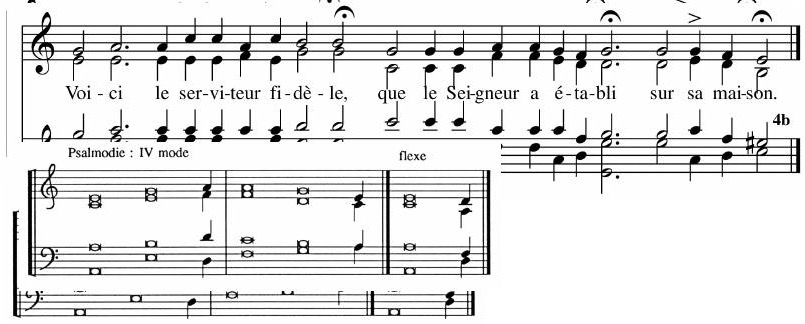 Voi - ci le ser-vi-teur fi-dè - le, que le Sei-gneur a é-ta-bli sur sa mai-son.
4b
Psalmodie : IV mode
flexe